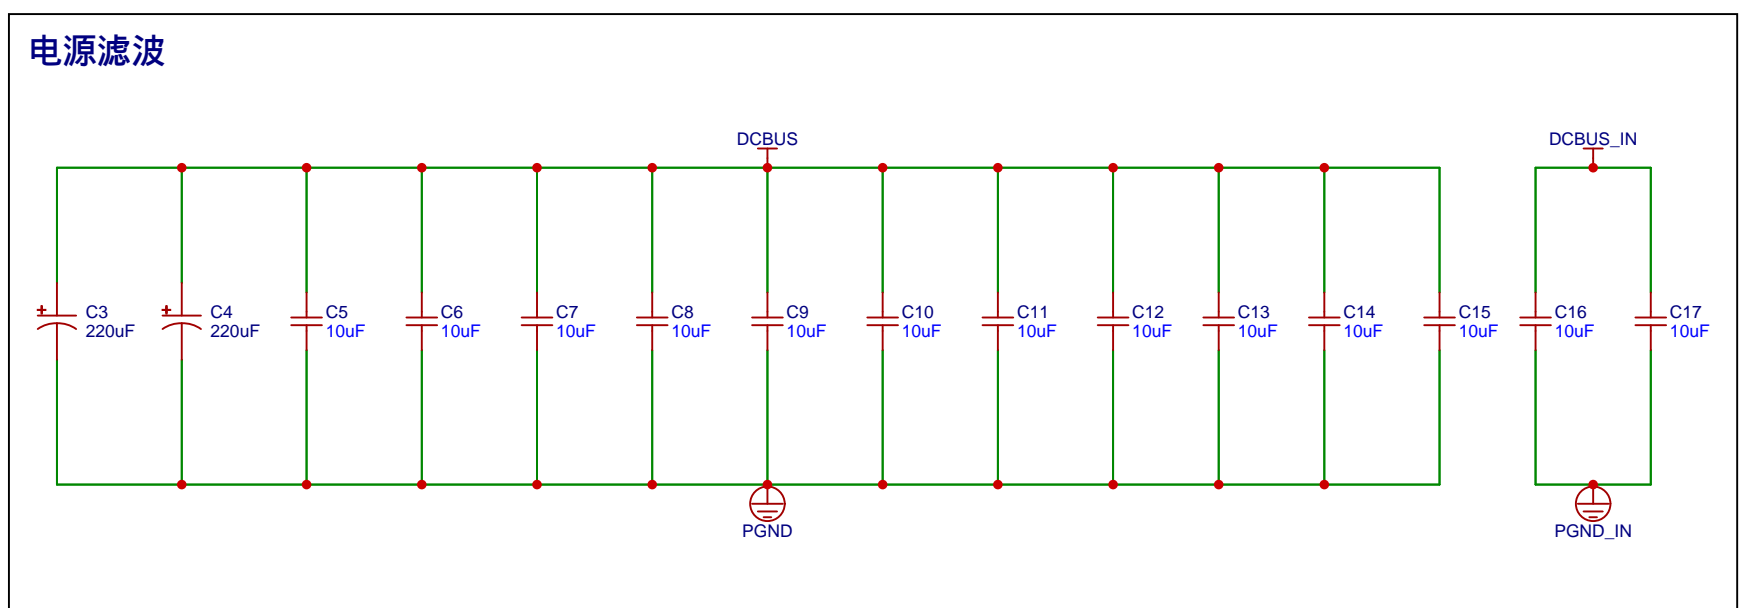 电源滤波
DCBUS
DCBUS_IN
C3
220uF
C4
220uF
C5
10uF
C6
10uF
C7
10uF
C8
10uF
C9
10uF
C10
10uF
C11
10uF
C12
10uF
C13
10uF
C14
10uF
C15
10uF
C16
10uF
C17
10uF
PGND
PGND_IN